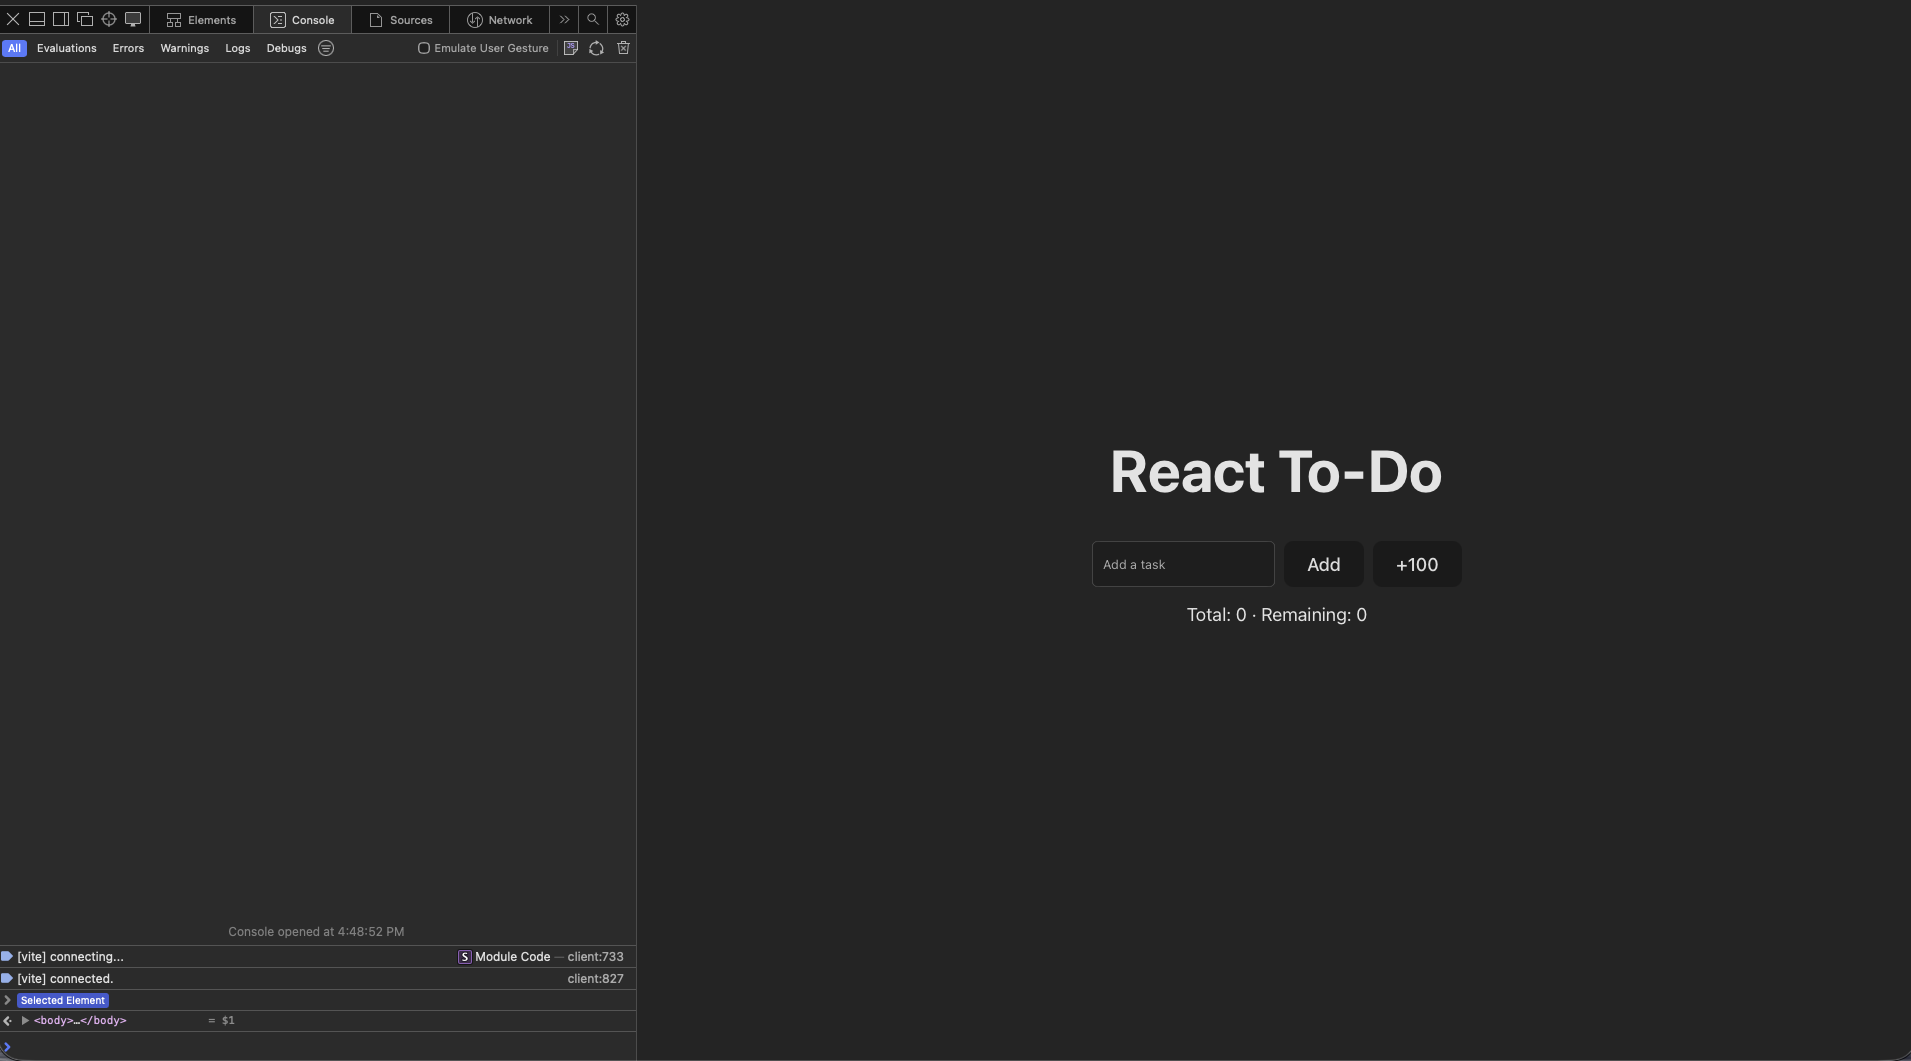 Elements Console Sources Network
All Evaluations Errors Warnings Logs Debugs Emulate User Gesture JS
Console opened at 4:48:52 PM
[vite] connecting... S Module Code — client:733
[vite] connected. client:827
Selected Element
<body>…</body> = $1
React To-Do
Add a task Add +100
Total: 0 · Remaining: 0